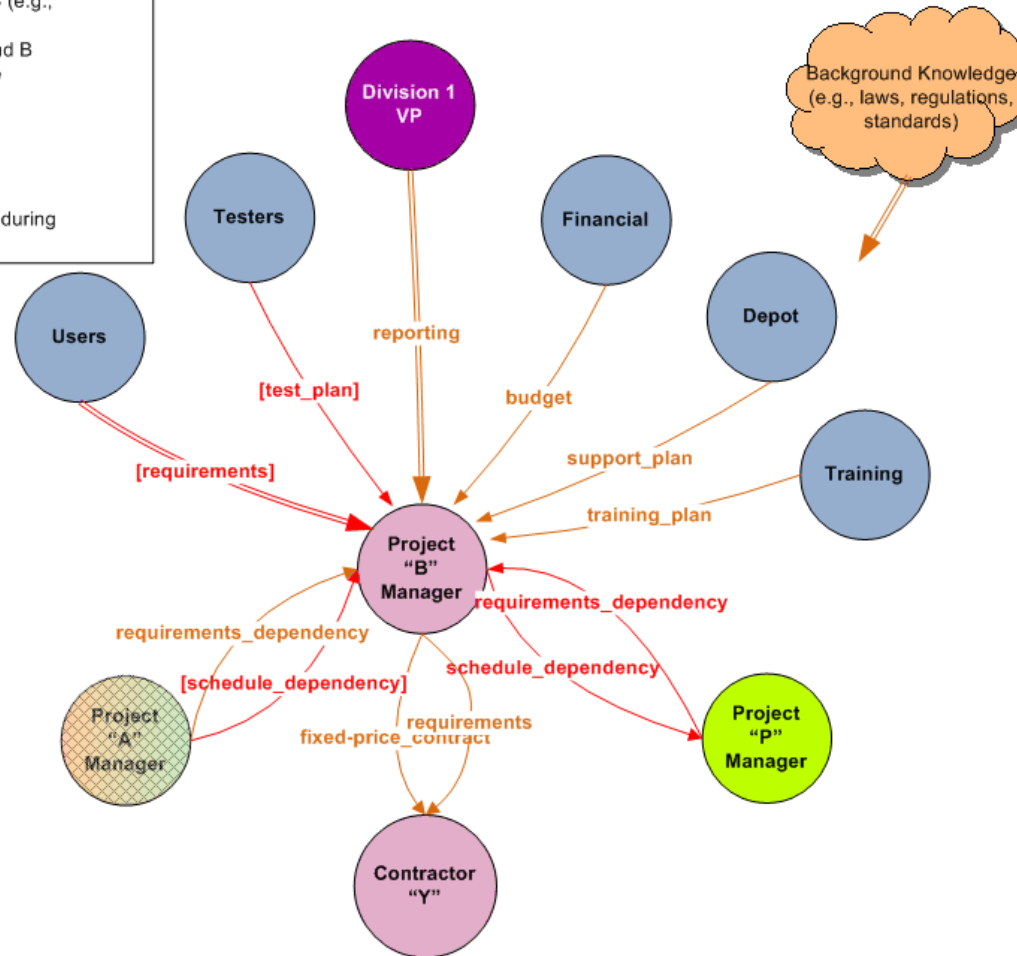 (e.g.,
d B
during
Background Knowledge
(e.g., laws, regulations,
standards)
Division 1
VP
Testers
Financial
Users
Depot
reporting
[test_plan]
budget
support_plan
[requirements]
Training
training_plan
Project
“B”
Manager
requirements_dependency
requirements_dependency
schedule_dependency
[schedule_dependency]
requirements
fixed-price_contract
Project
“A”
Manager
Project
“P”
Manager
Contractor
“Y”